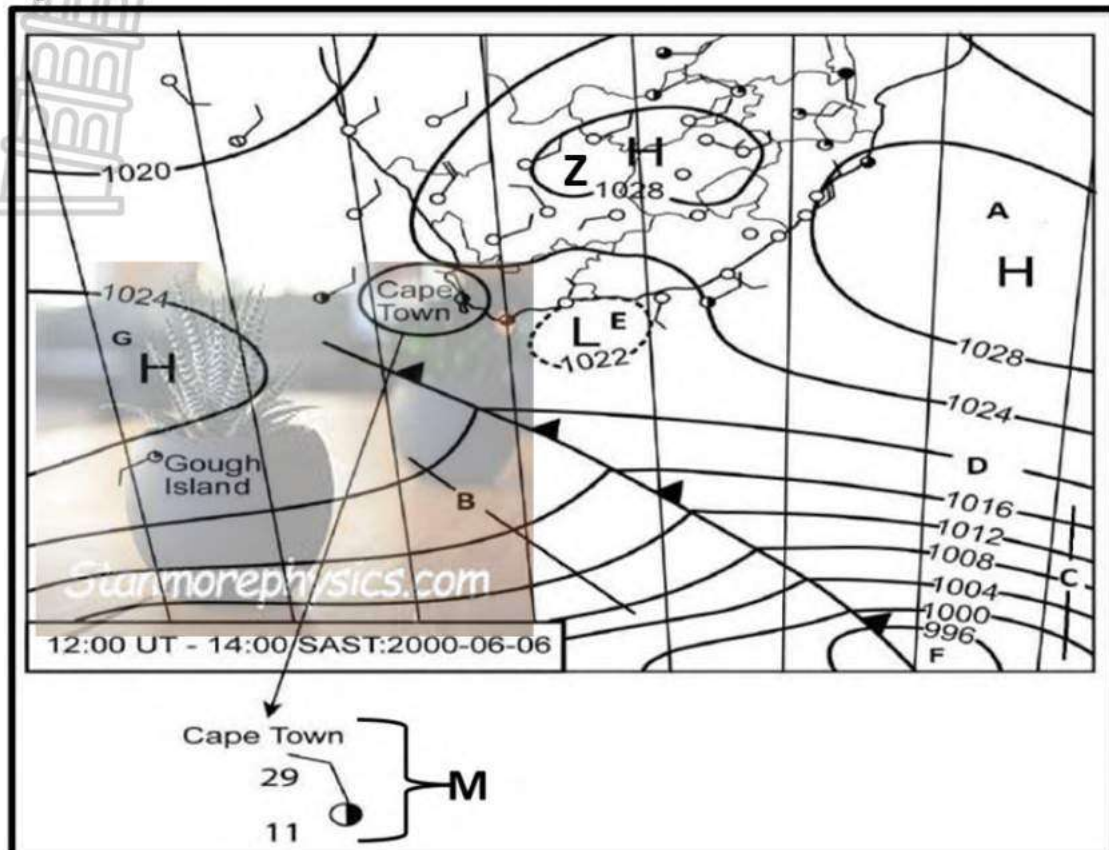 H
Z
1028
1020
A
H
1024
Cape
Town
G
H
L E
1022
1028
1024
Gough
Island
D
B
1016
1012
1008
C
1004
1000
996
F
Stanmorephysics.com
12:00 UT - 14:00 SAST:2000-06-06
Cape Town
29
M
11